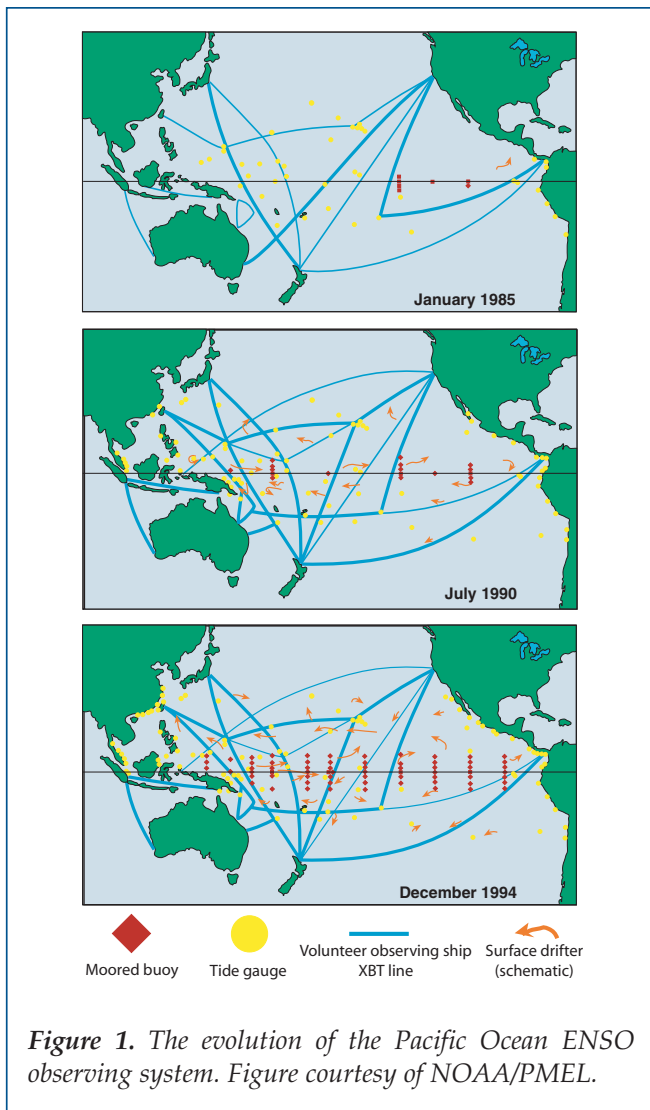 January 1985
July 1990
December 1994
Moored buoy
Tide gauge
Volunteer observing ship
XBT line
Surface drifter
(schematic)
Figure 1. The evolution of the Pacific Ocean ENSO
observing system. Figure courtesy of NOAA/PMEL.